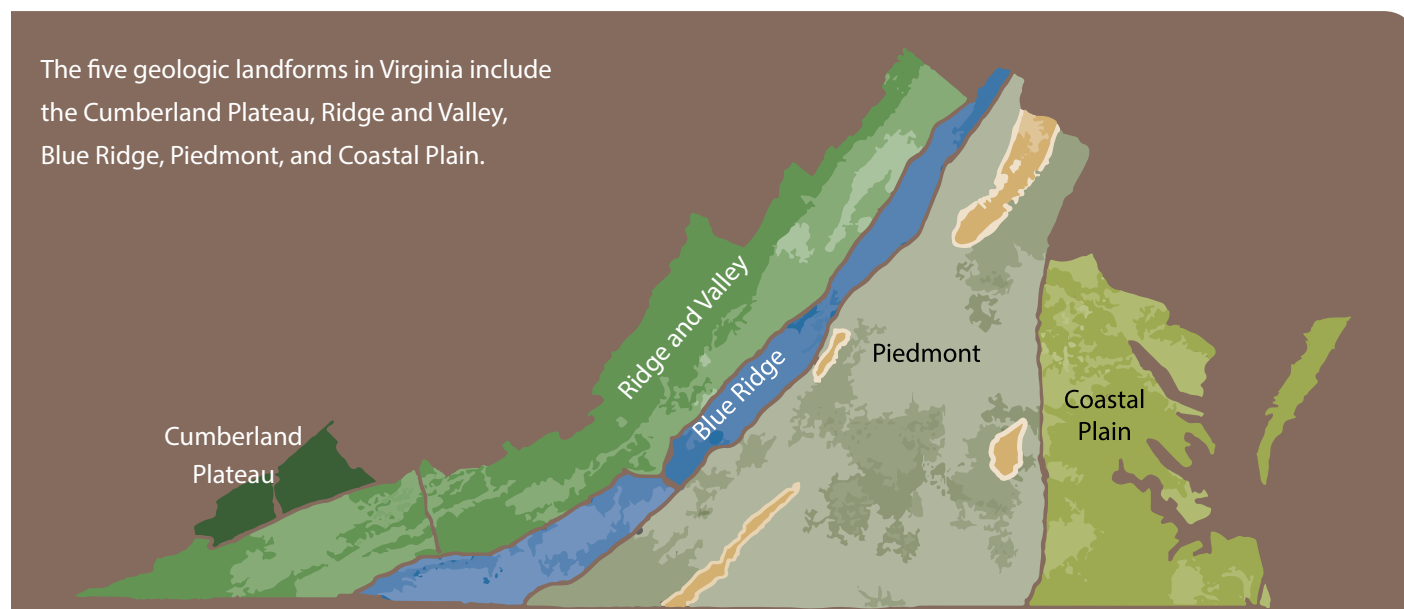 The five geologic landforms in Virginia include
the Cumberland Plateau, Ridge and Valley,
Blue Ridge, Piedmont, and Coastal Plain.
Ridge and Valley
Blue Ridge
Piedmont
Coastal
Plain
Cumberland
Plateau